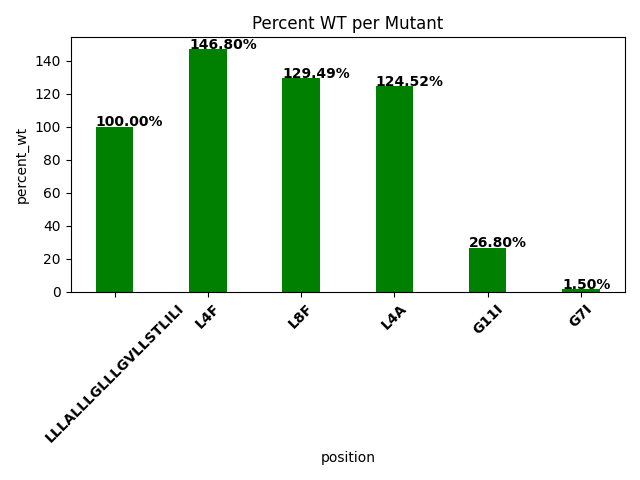 Percent WT per Mutant
percent_wt
140
120
100
80
60
40
20
0
100.00%
146.80%
129.49%
124.52%
26.80%
1.50%
LLLALLLGLLLGVLLSTLILI
L4F
L8F
L4A
G11I
G7I
position